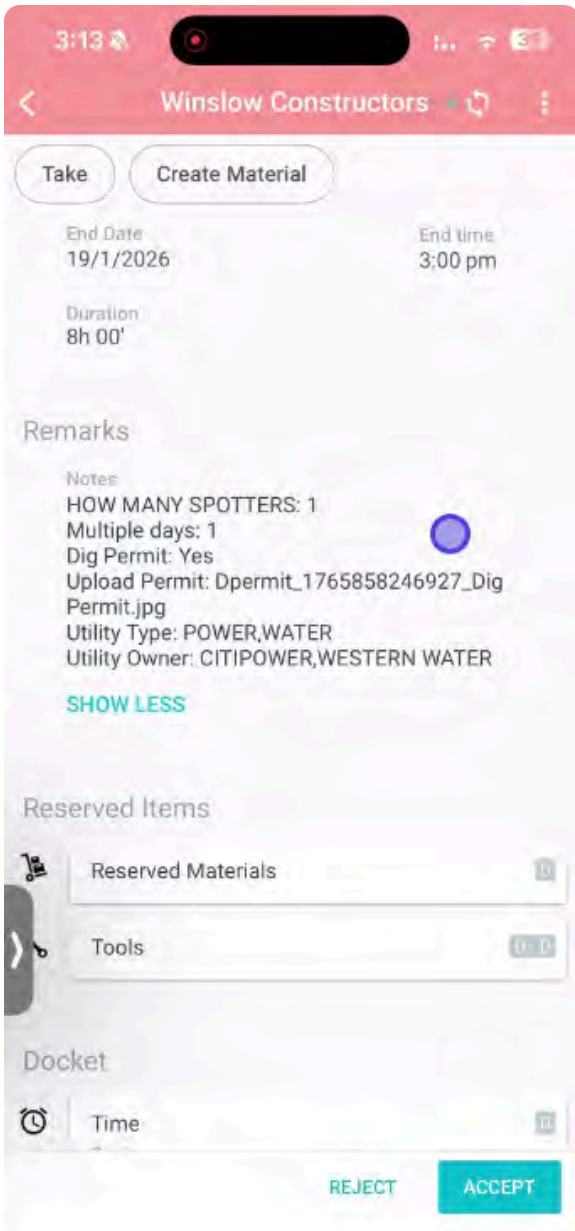 3:13
Winslow Constructors
Take
Create Material
End Date
End time
19/1/2026
3:00 pm
Duration
8h 00'
Remarks
Notes
HOW MANY SPOTTERS: 1
Multiple days: 1
Dig Permit: Yes
Upload Permit: Dpermit_1765858246927_Dig
Permit.jpg
Utility Type: POWER,WATER
Utility Owner: CITIPOWER,WESTERN WATER
SHOW LESS
Reserved Items
Reserved Materials
Tools
Docket
Time
REJECT
ACCEPT